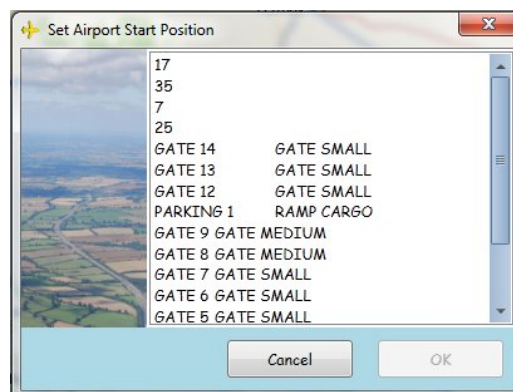 Set Airport Start Position
17
35
7
25
GATE 14 GATE SMALL
GATE 13 GATE SMALL
GATE 12 GATE SMALL
PARKING 1 RAMP CARGO
GATE 9 GATE MEDIUM
GATE 8 GATE MEDIUM
GATE 7 GATE SMALL
GATE 6 GATE SMALL
GATE 5 GATE SMALL
Cancel OK